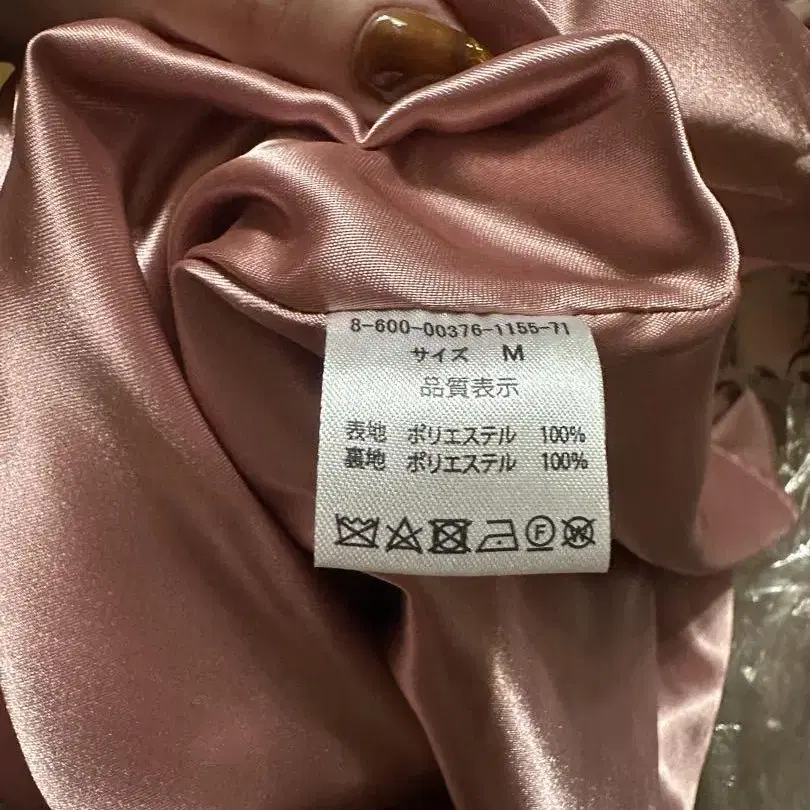 8-600-00376-1155-71
サイズ M
品質表示
表地 ポリエステル 100%
裏地 ポリエステル 100%
F W